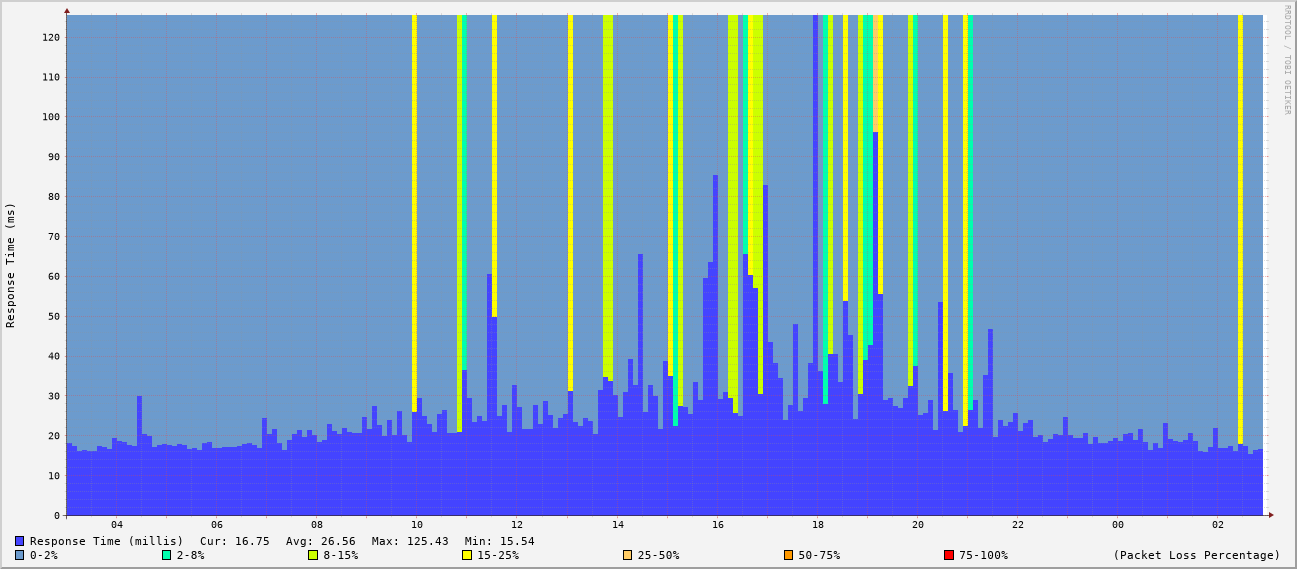 RRDTOOL / TOBI OETIKER
Response Time (ms)
120
110
100
90
80
70
60
50
40
30
20
10
0
04 06 08 10 12 14 16 18 20 22 00 02
Response Time (millis) Cur: 16.75 Avg: 26.56 Max: 125.43 Min: 15.54
0-2% 2-8% 8-15% 15-25% 25-50% 50-75% 75-100% (Packet Loss Percentage)